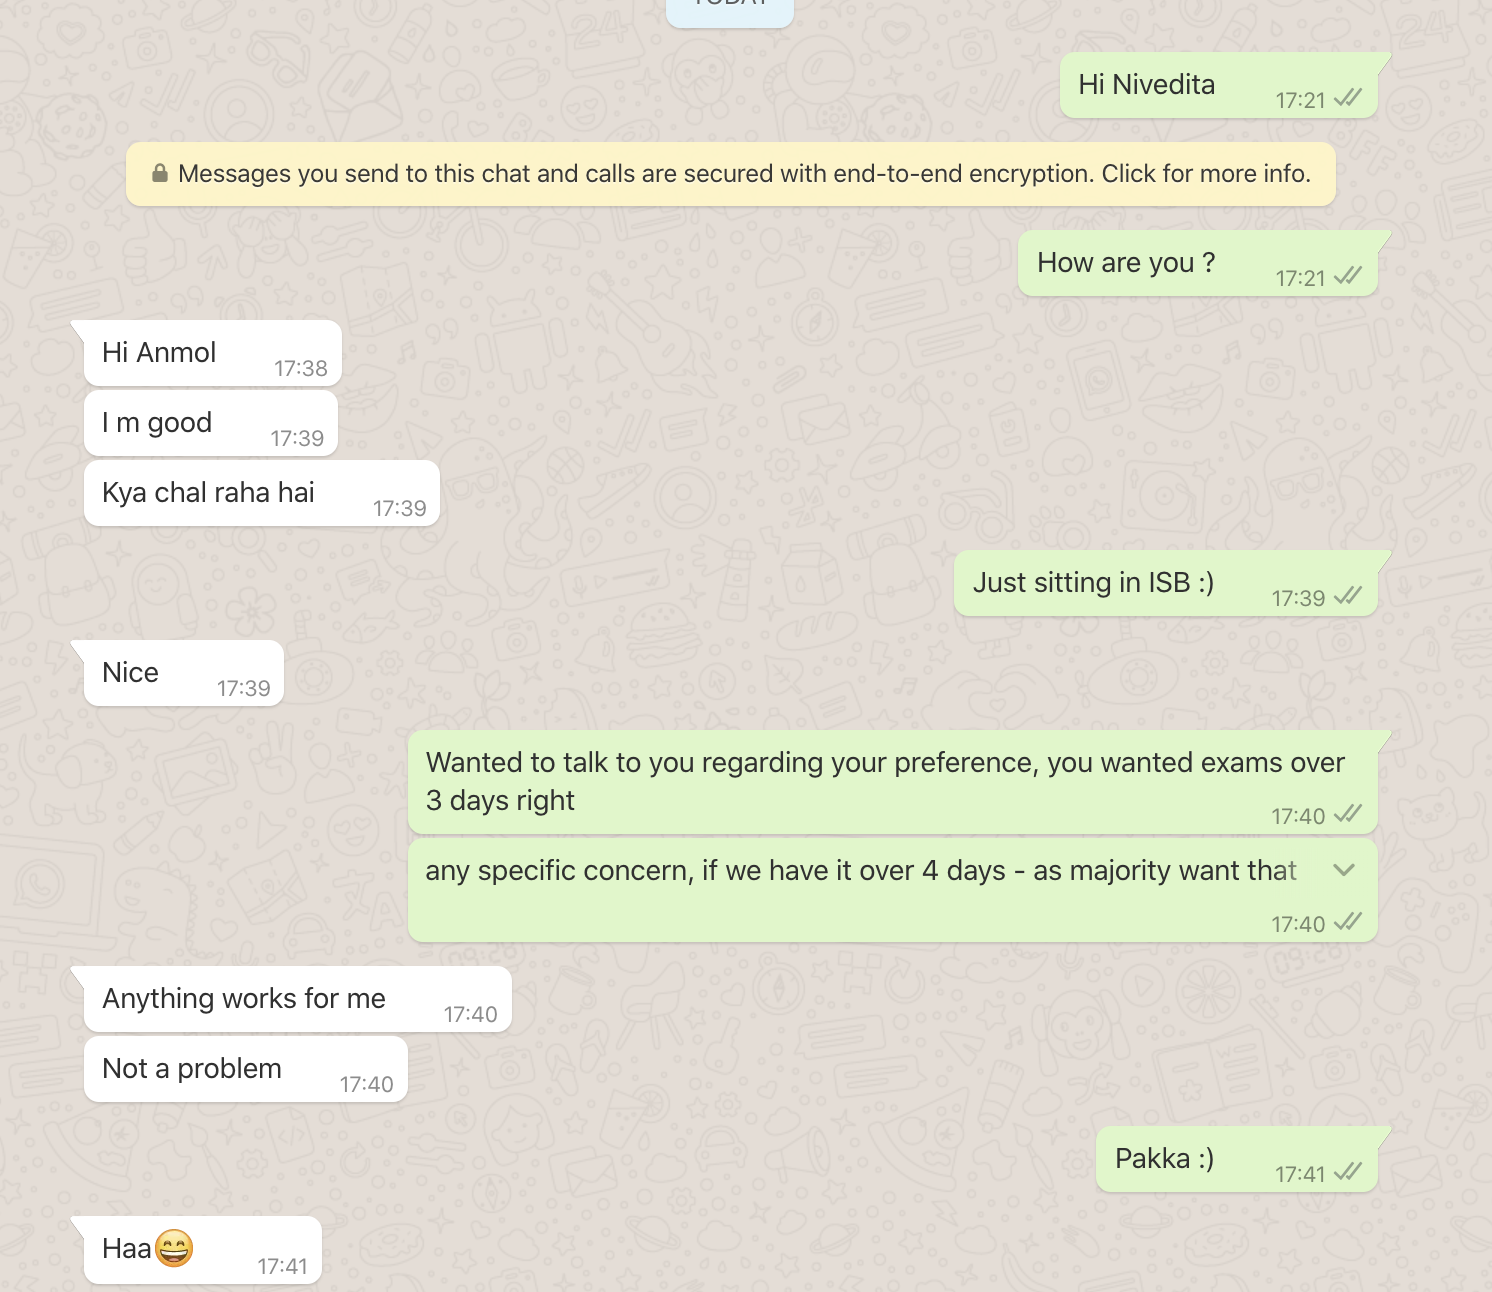 TODAY
Hi Nivedita
17:21
Messages you send to this chat and calls are secured with end-to-end encryption. Click for more info.
How are you ?
17:21
Hi Anmol
17:38
I m good
17:39
Kya chal raha hai
17:39
Just sitting in ISB :)
17:39
Nice
17:39
Wanted to talk to you regarding your preference, you wanted exams over
3 days right
17:40
any specific concern, if we have it over 4 days - as majority want that
17:40
Anything works for me
17:40
Not a problem
17:40
Pakka :)
17:41
Haa😄
17:41